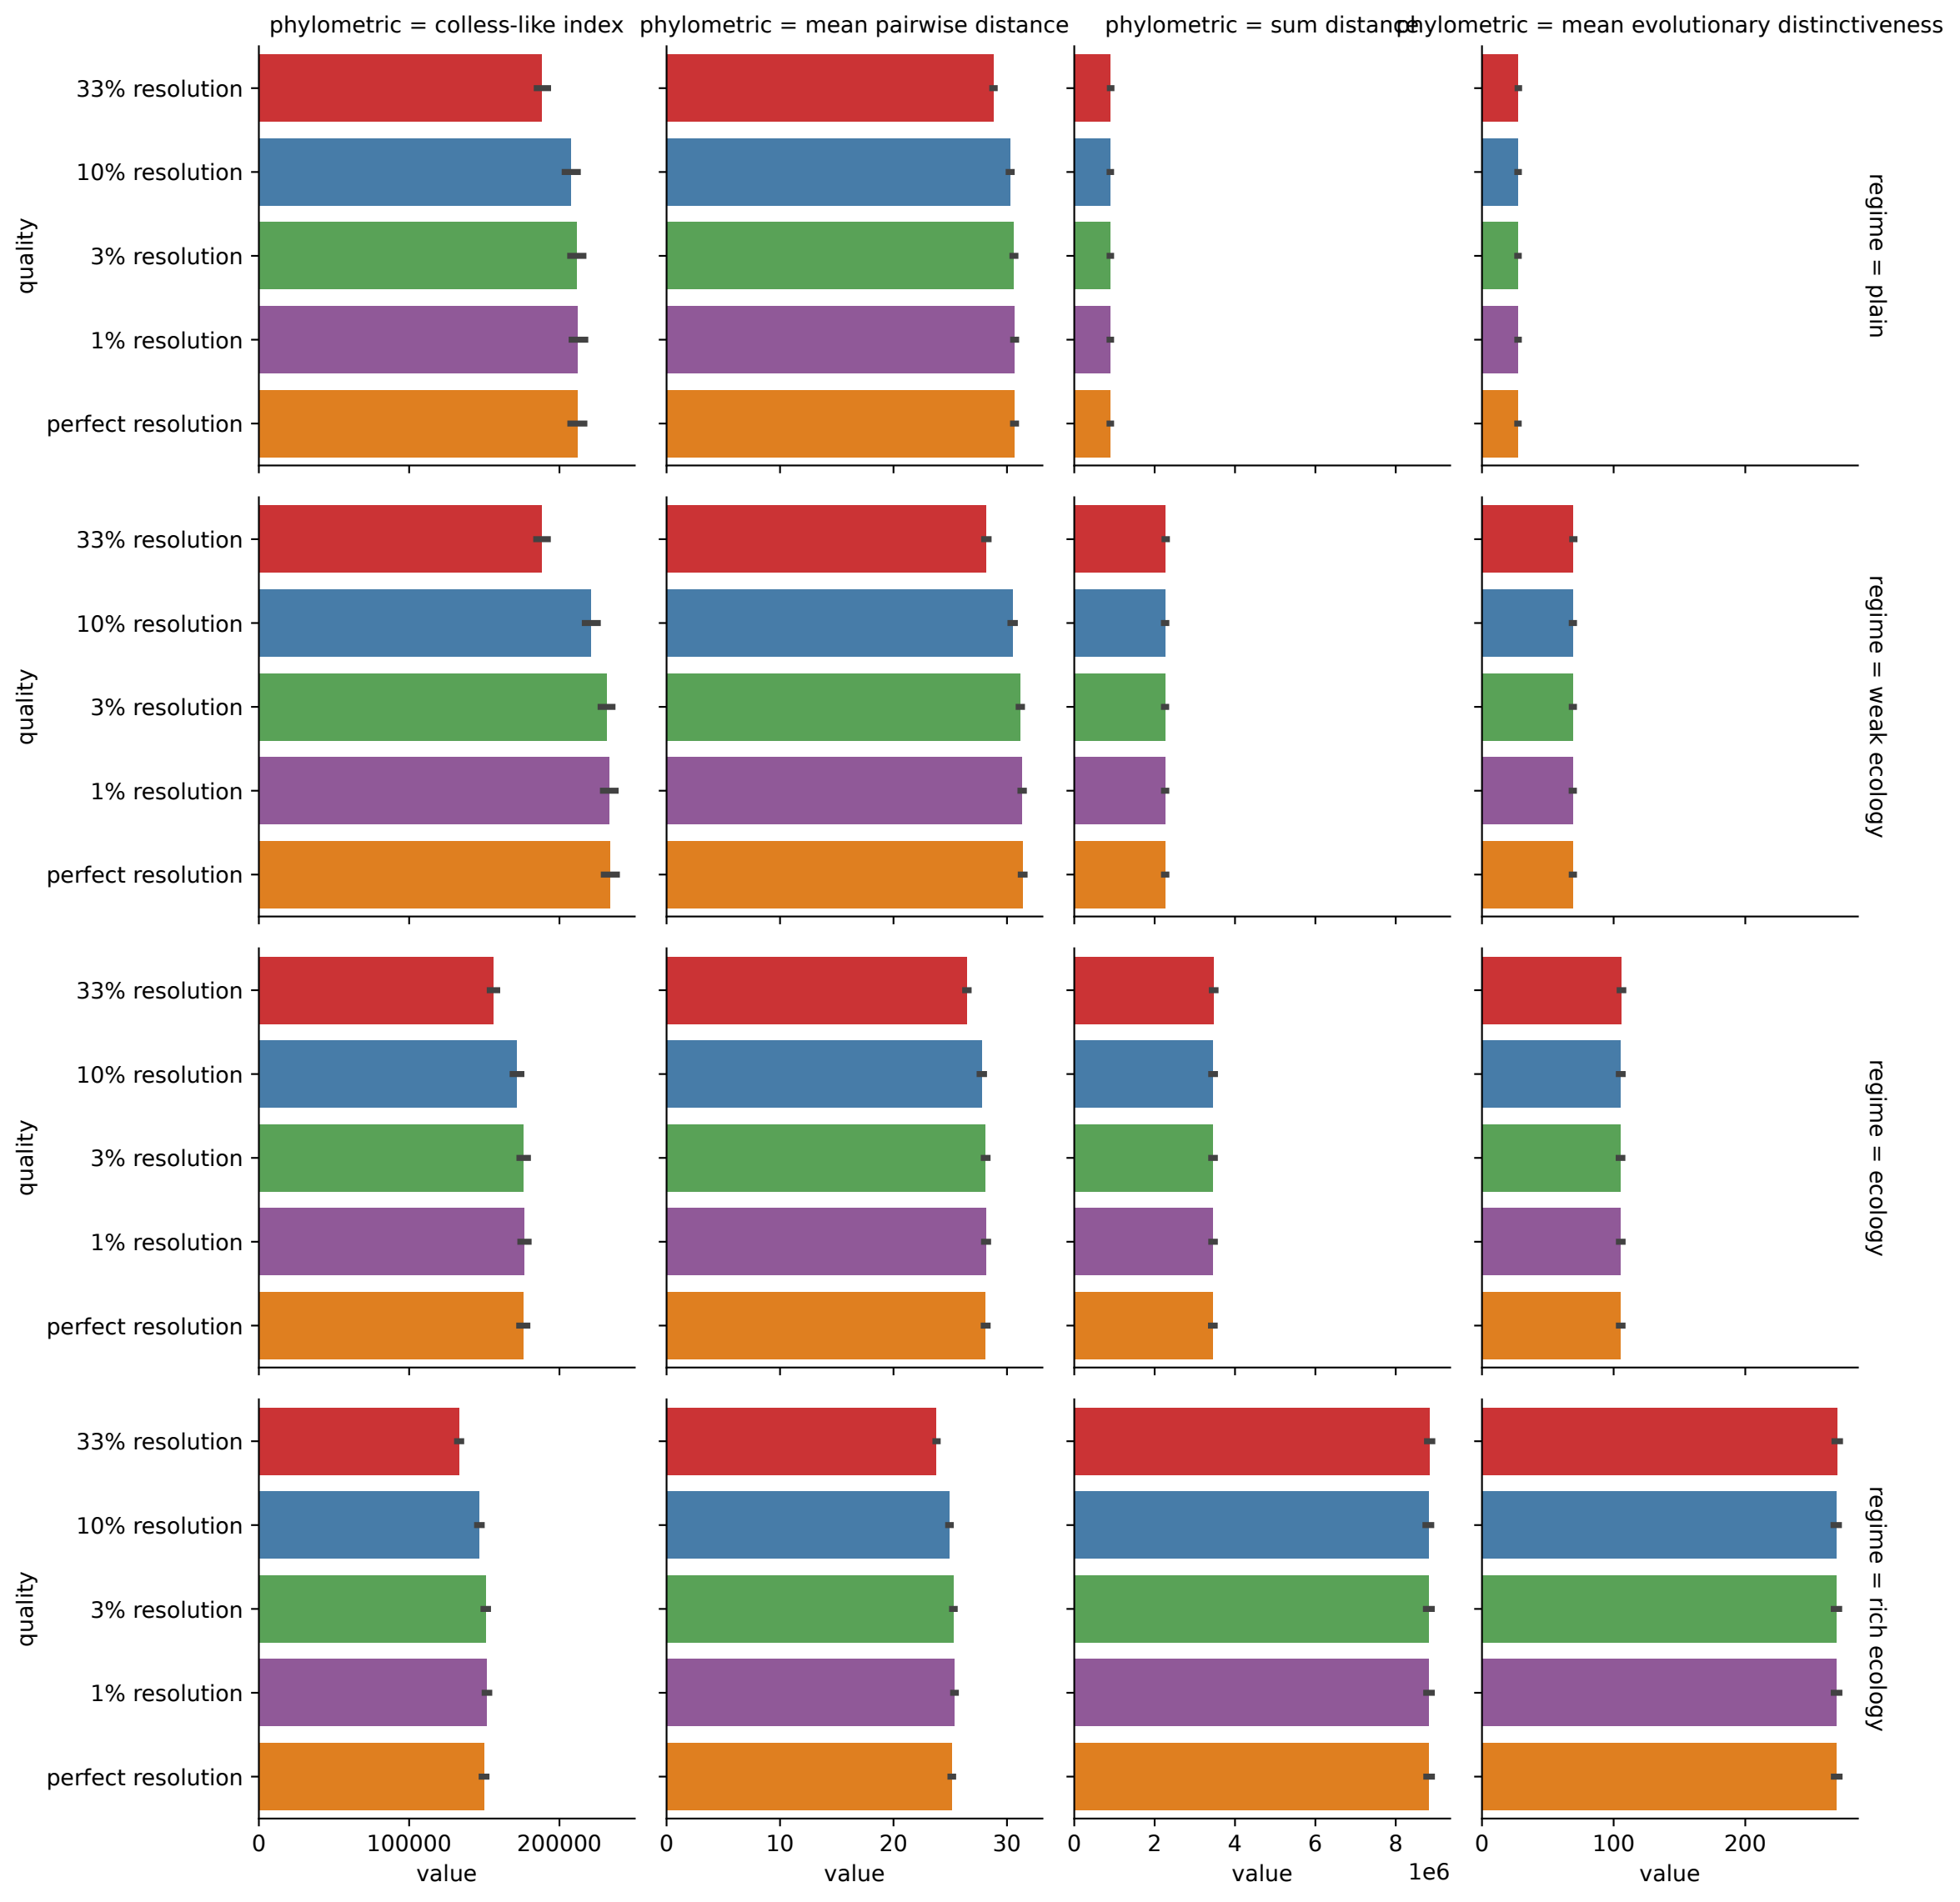 phylometric = colless-like index
phylometric = mean pairwise distance
phylometric = sum distance
phylometric = mean evolutionary distinctiveness
quality
33% resolution
10% resolution
3% resolution
1% resolution
perfect resolution
regime = plain
quality
33% resolution
10% resolution
3% resolution
1% resolution
perfect resolution
regime = weak ecology
quality
33% resolution
10% resolution
3% resolution
1% resolution
perfect resolution
regime = ecology
quality
33% resolution
10% resolution
3% resolution
1% resolution
perfect resolution
regime = rich ecology
0 100000 200000
0 10 20 30
0 2 4 6 8
0 100 200
1e6
value
value
value
value